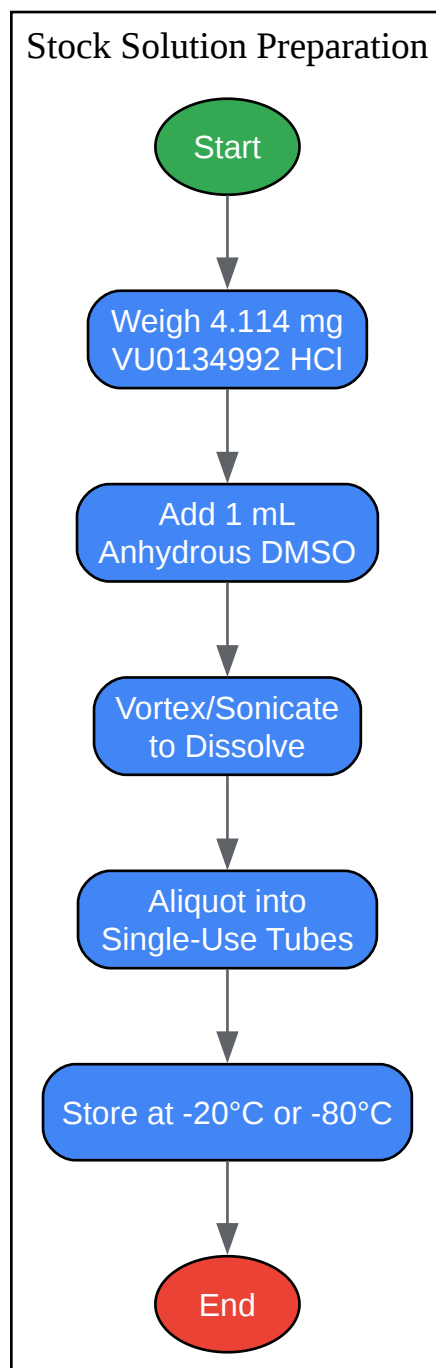 Stock Solution Preparation
Start
Weigh 4.114 mg
VU0134992 HCl
Add 1 mL
Anhydrous DMSO
Vortex/Sonicate
to Dissolve
Aliquot into
Single-Use Tubes
Store at -20°C or -80°C
End